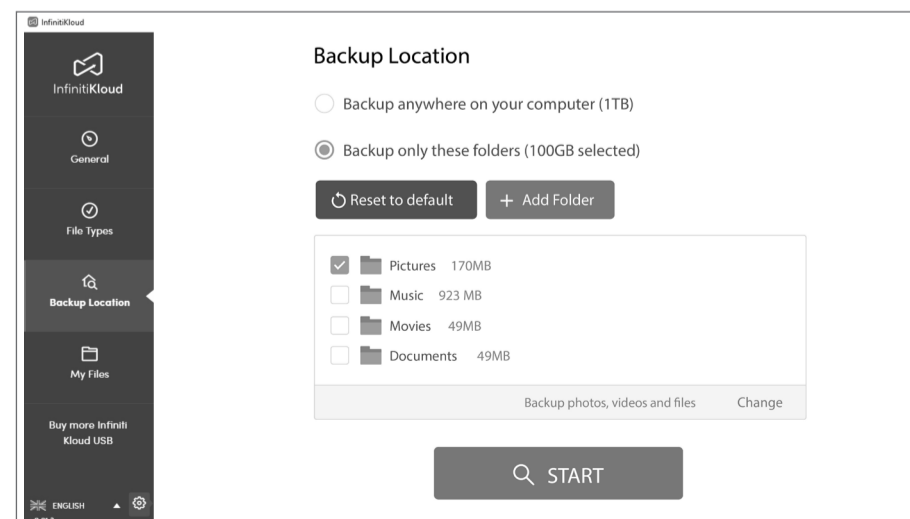 InfinitiKloud
InfinitiKloud
General
File Types
Backup Location
My Files
Buy more Infiniti
Kloud USB
ENGLISH
Backup Location
Backup anywhere on your computer (1TB)
Backup only these folders (100GB selected)
Reset to default
+ Add Folder
Pictures 170MB
Music 923 MB
Movies 49MB
Documents 49MB
Backup photos, videos and files Change
START